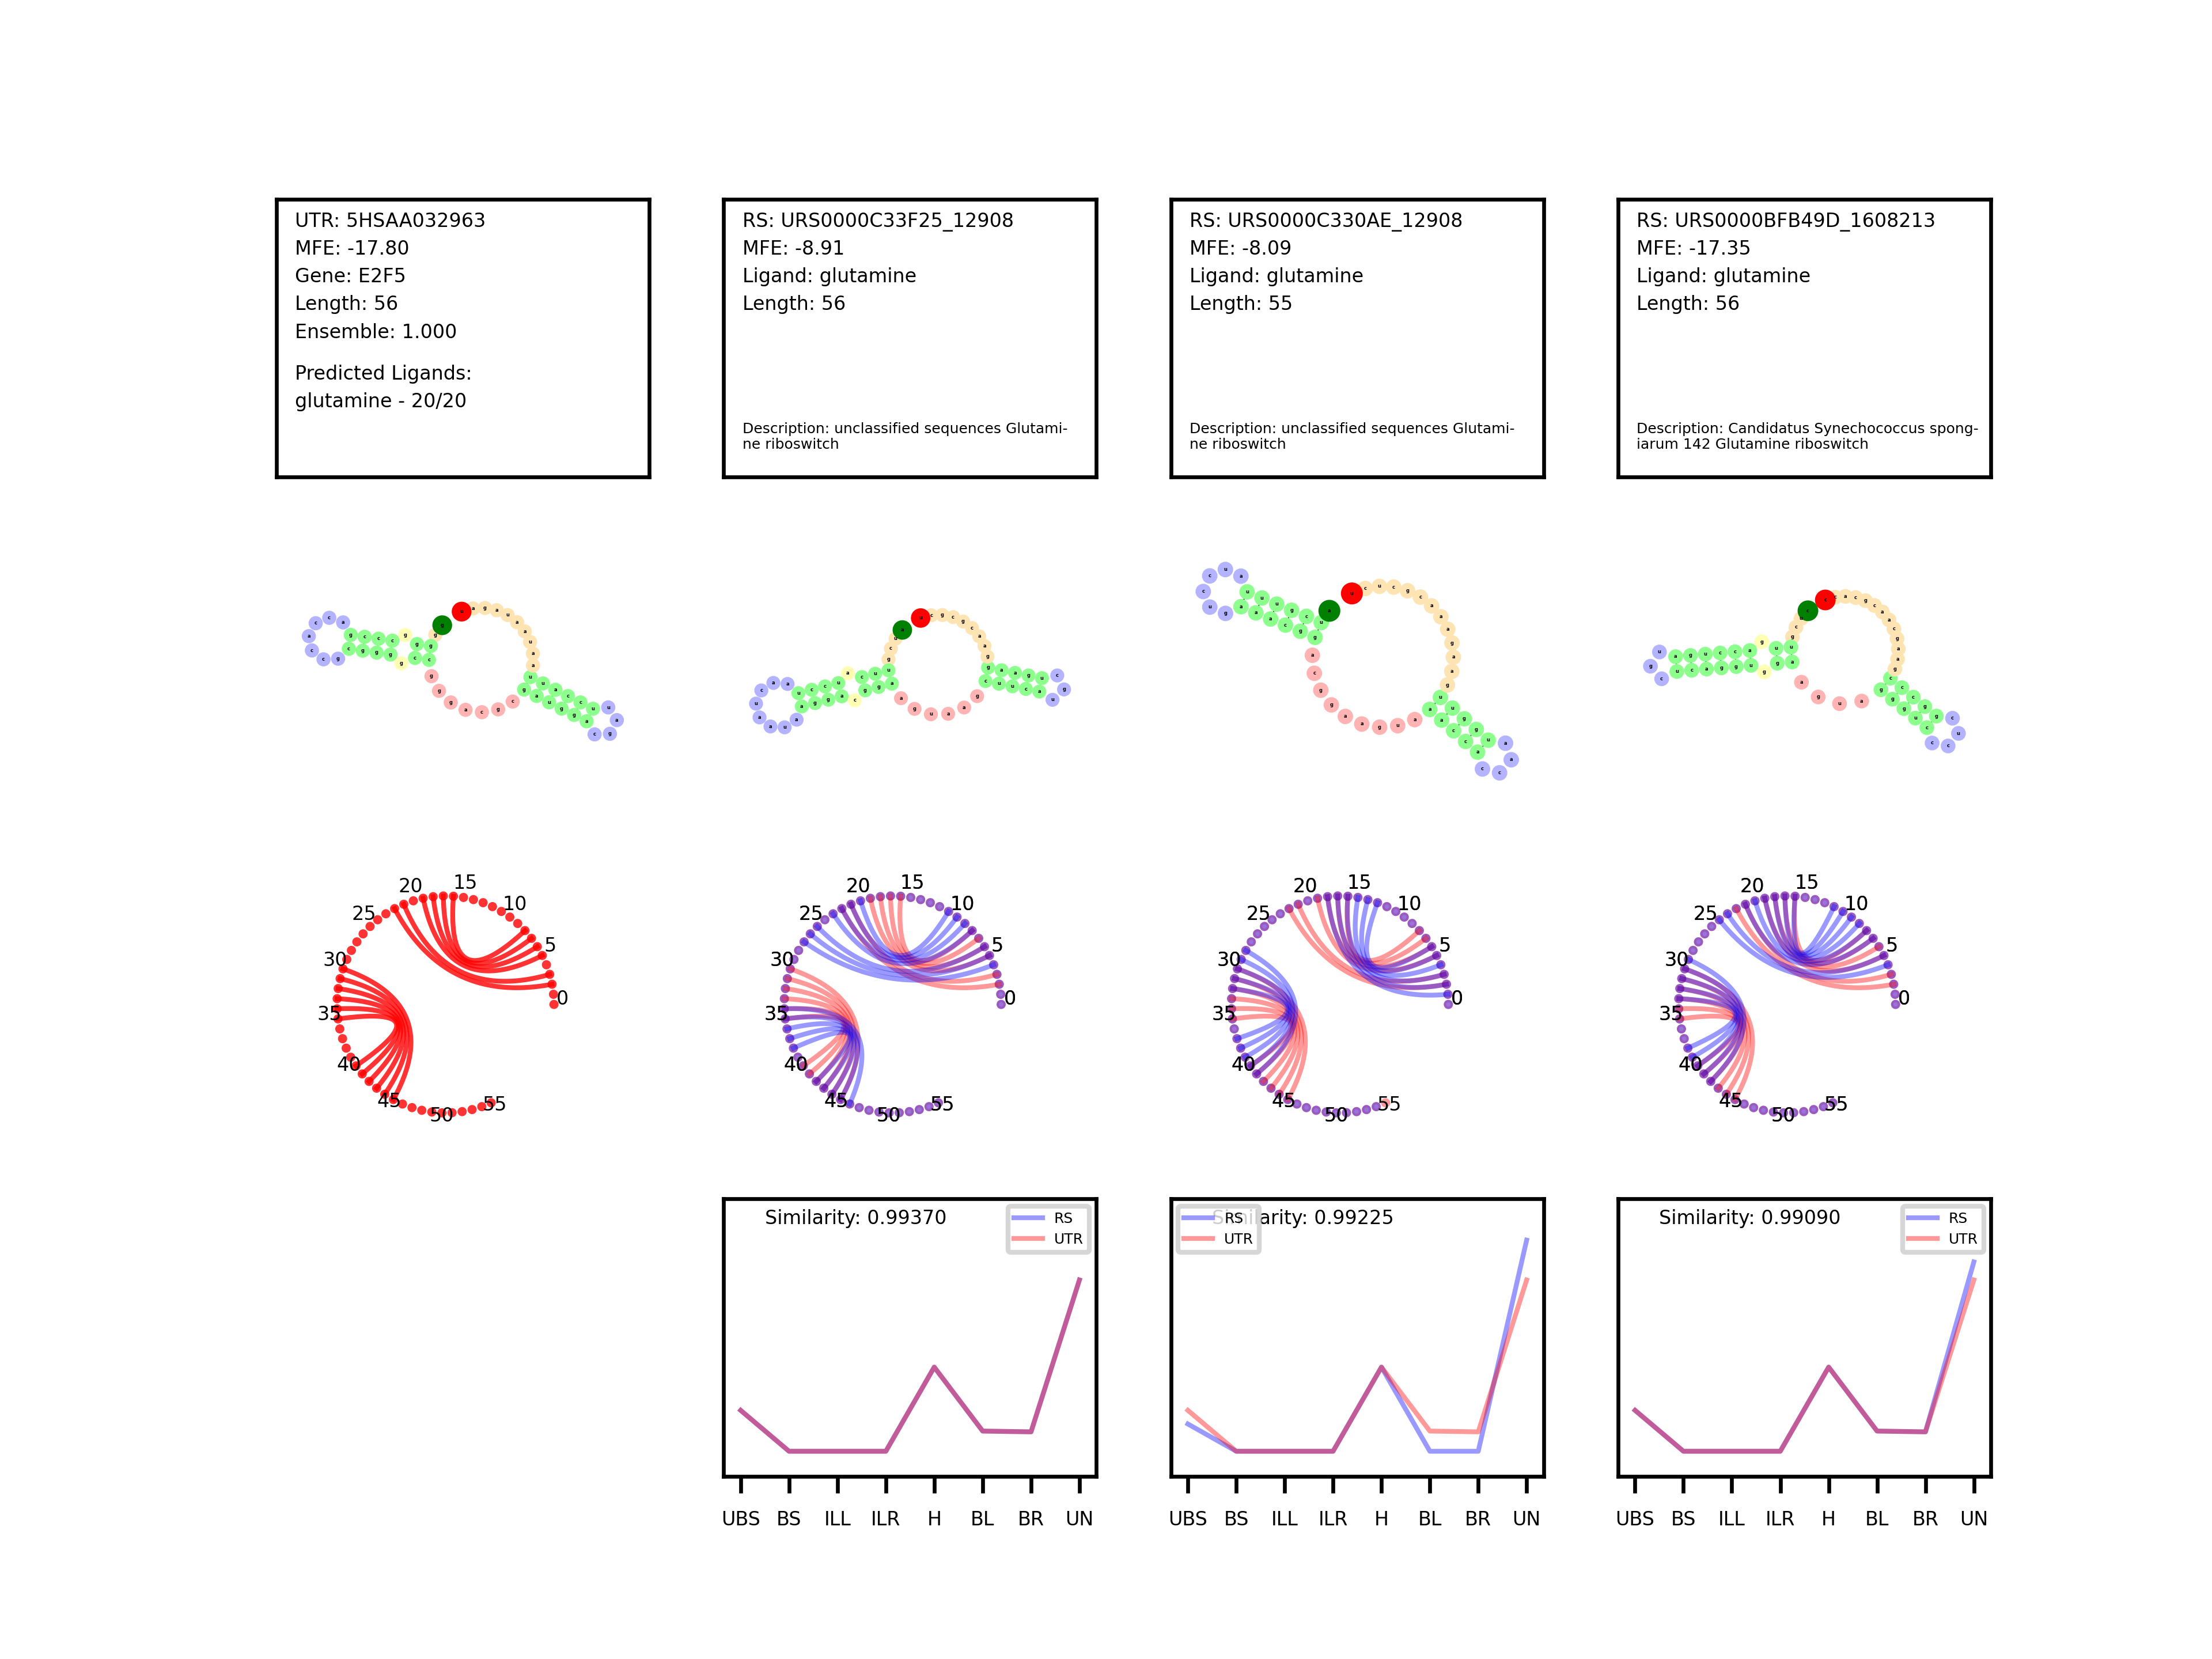 UTR: 5HSAA032963
MFE: -17.80
Gene: E2F5
Length: 56
Ensemble: 1.000
Predicted Ligands:
glutamine - 20/20
RS: URS0000C33F25_12908
MFE: -8.91
Ligand: glutamine
Length: 56
Description: unclassified sequences Glutami-
ne riboswitch
RS: URS0000C330AE_12908
MFE: -8.09
Ligand: glutamine
Length: 55
Description: unclassified sequences Glutami-
ne riboswitch
RS: URS0000BFB49D_1608213
MFE: -17.35
Ligand: glutamine
Length: 56
Description: Candidatus Synechococcus spong-
iarum 142 Glutamine riboswitch
0
5
10
15
20
25
30
35
40
45
50
55
0
5
10
15
20
25
30
35
40
45
50
55
0
5
10
15
20
25
30
35
40
45
50
55
0
5
10
15
20
25
30
35
40
45
50
55
Similarity: 0.99370
RS
UTR
UBS BS ILL ILR H BL BR UN
Similarity: 0.99225
RS
UTR
UBS BS ILL ILR H BL BR UN
Similarity: 0.99090
RS
UTR
UBS BS ILL ILR H BL BR UN